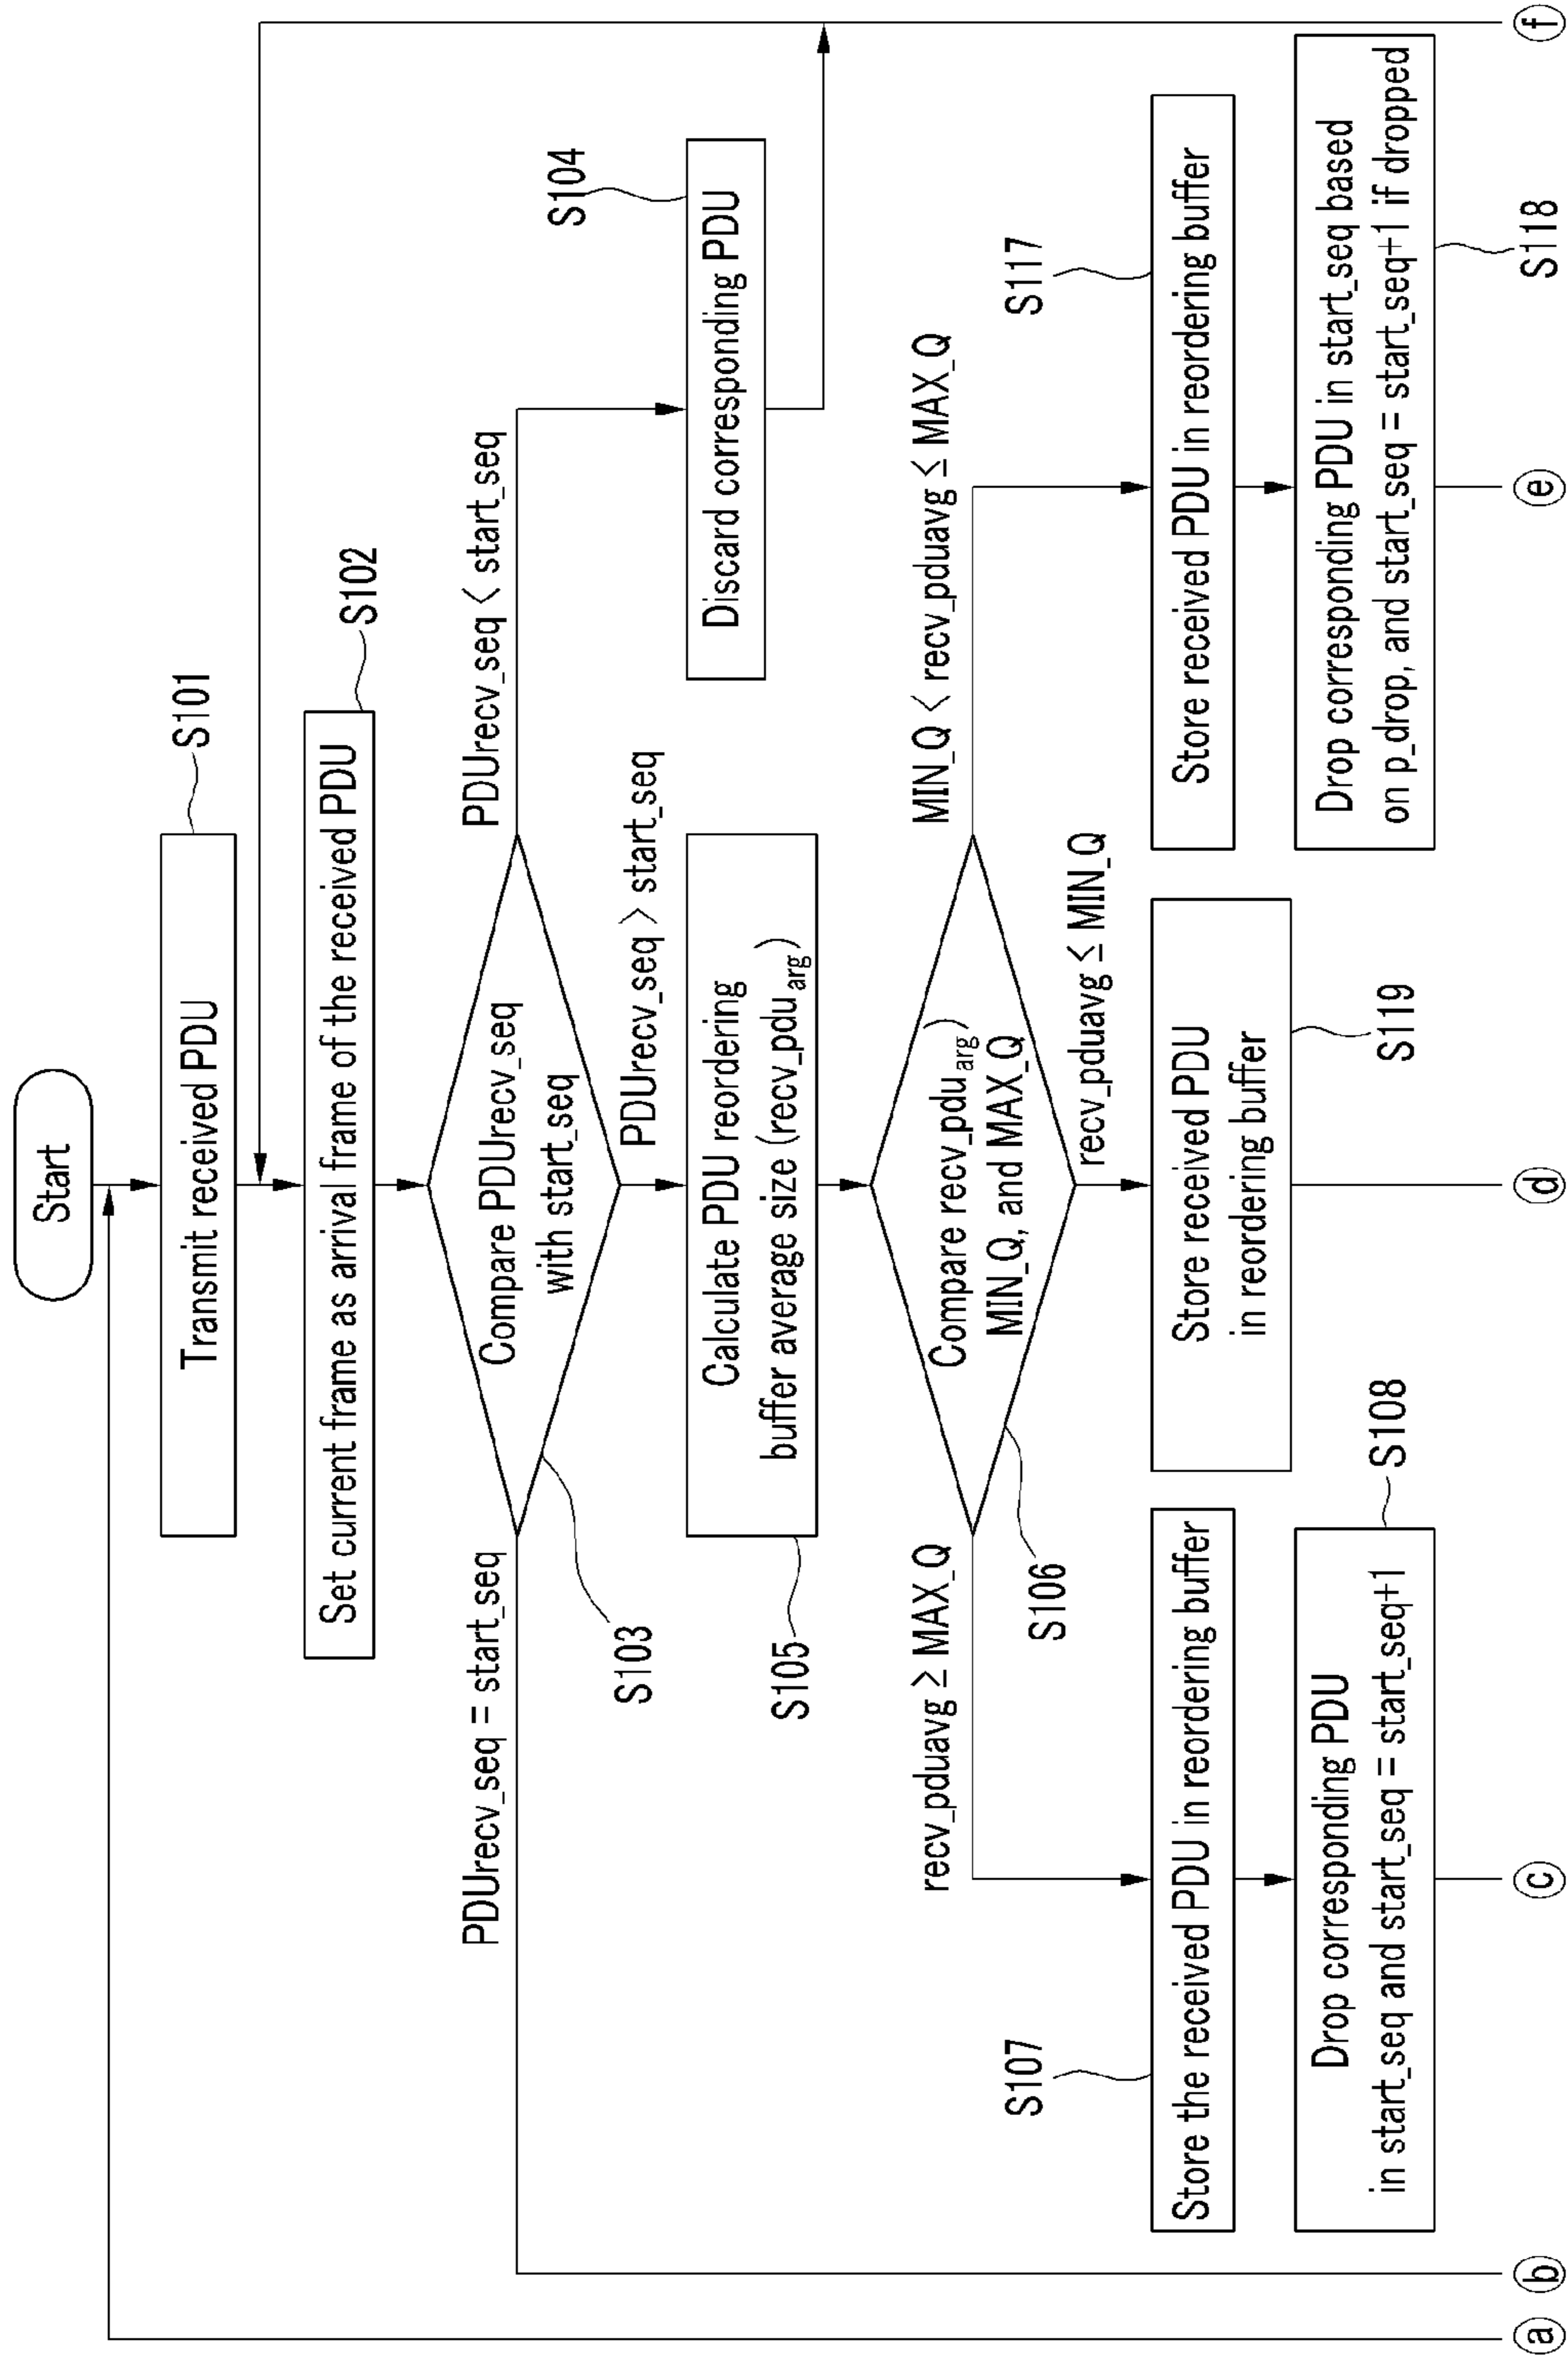 Start
Transmit received PDU
S101
Set current frame as arrival frame of the received PDU
S102
PDUrecv_seq = start_seq
Compare PDUrecv_seq
with start_seq
PDUrecv_seq < start_seq
S103
PDUrecv_seq > start_seq
S104
Discard corresponding PDU
S105
Calculate PDU reordering
buffer average size (recv_pdu_arg)
recv_pduavg ≥ MAX_Q
Compare recv_pdu_arg)
MIN_Q, and MAX_Q
MIN_Q < recv_pduavg ≤ MAX_Q
S106
recv_pduavg ≤ MIN_Q
S107
Store the received PDU in reordering buffer
Store received PDU
in reordering buffer
S117
Store received PDU in reordering buffer
Drop corresponding PDU
in start_seq and start_seq = start_seq+1
S108
S119
Drop corresponding PDU in start_seq based
on p_drop, and start_seq = start_seq+1 if dropped
S118
a
b
c
d
e
f